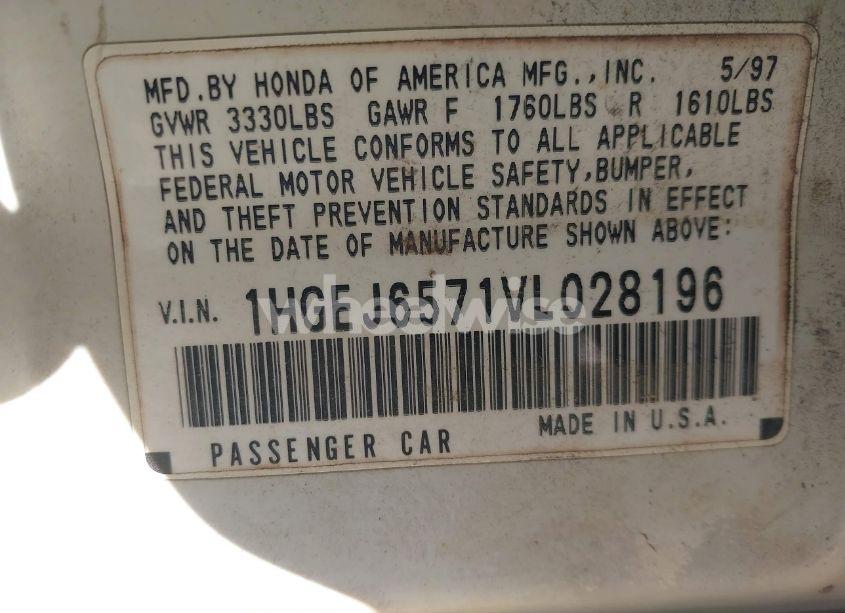 MFD.BY HONDA OF AMERICA MFG.,INC. 5/97
GVWR 3330LBS GAWR F 1760LBS R 1610LBS
THIS VEHICLE CONFORMS TO ALL APPLICABLE
FEDERAL MOTOR VEHICLE SAFETY,BUMPER,
AND THEFT PREVENTION STANDARDS IN EFFECT
ON THE DATE OF MANUFACTURE SHOWN ABOVE:
V.I.N. 1HGEJ6571VL028196
wheelwise
PASSENGER CAR MADE IN U.S.A.